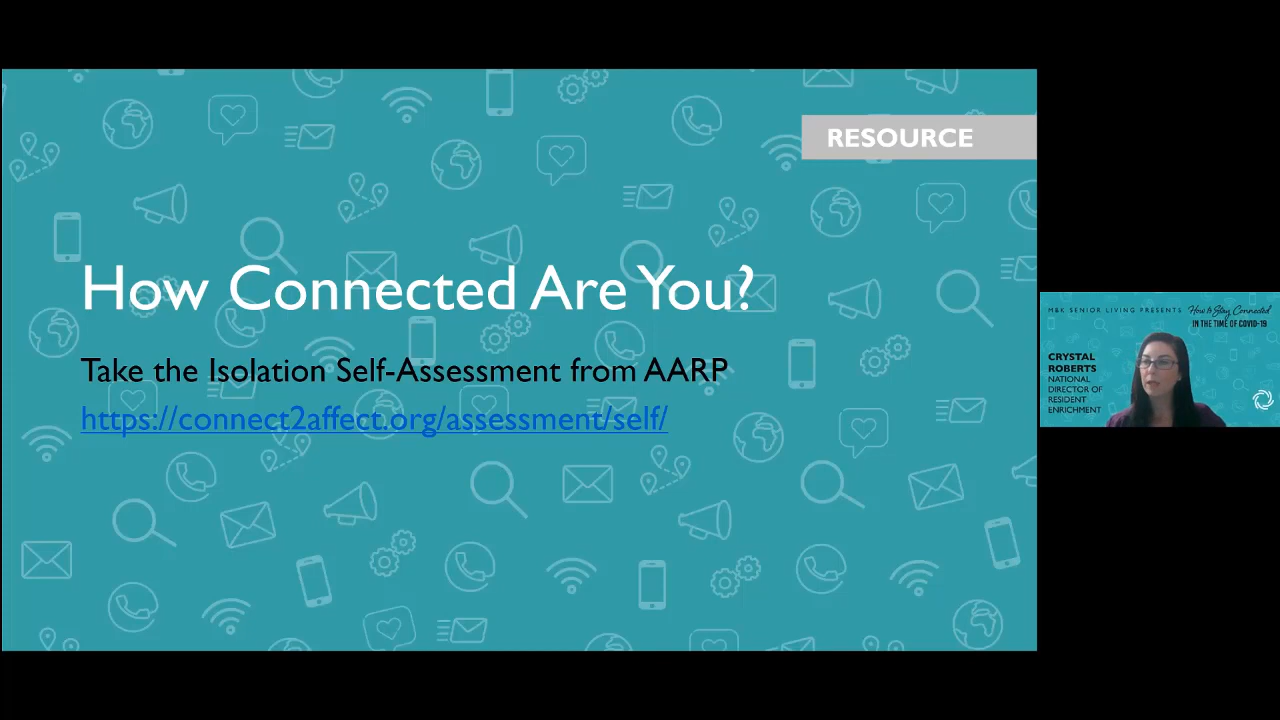 RESOURCE
How Connected Are You?
Take the Isolation Self-Assessment from AARP
https://connect2affect.org/assessment/self/
MBK SENIOR LIVING PRESENTS How to Stay Connected
IN THE TIME OF COVID-19
CRYSTAL
ROBERTS
NATIONAL
DIRECTOR OF
RESIDENT
ENRICHMENT